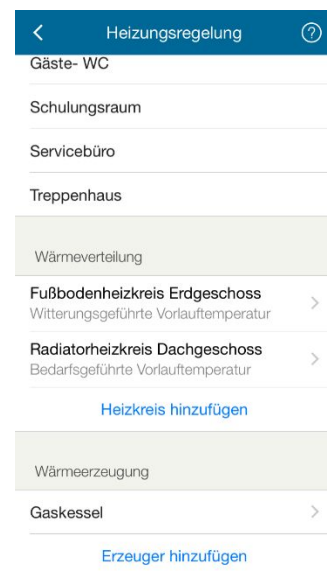 Heizungsregelung
Gäste- WC
Schulungsraum
Servicebüro
Treppenhaus
Wärmeverteilung
Fußbodenheizkreis Erdgeschoss
Witterungsgeführte Vorlauftemperatur
Radiatorheizkreis Dachgeschoss
Bedarfsgeführte Vorlauftemperatur
Heizkreis hinzufügen
Wärmeerzeugung
Gaskessel
Erzeuger hinzufügen